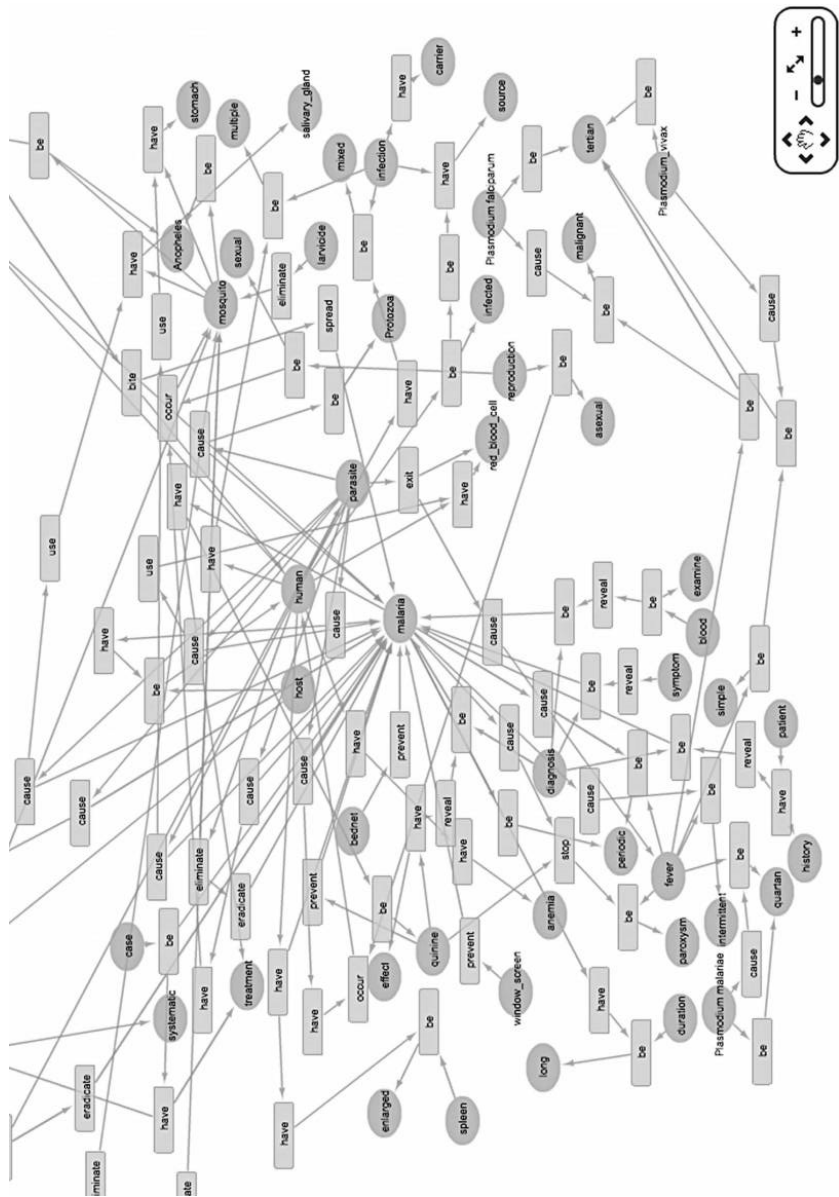 +
−
be
have
stomach
multiple
salivary_gland
have
carrier
source
be
have
Anopheles
be
be
sexual
mixed
infection
have
be
tertian
be
Plasmodium_vivax
Plasmodium falciparum
malignant
cause
use
mosquito
eliminate
larvicide
spread
be
Protozoa
be
infected
be
cause
bite
occur
be
be
have
be
reproduction
be
asexual
be
be
cause
parasite
exit
red_blood_cell
have
have
use
use
have
human
cause
malaria
cause
be
reveal
be
examine
blood
have
cause
be
host
have
prevent
be
cause
cause
be
reveal
symptom
simple
be
patient
cause
cause
cause
cause
bednet
have
reveal
diagnosis
cause
be
be
be
reveal
have
history
cause
eliminate
prevent
have
be
stop
periodic
fever
be
eradicate
be
quinine
anemia
be
paroxysm
intermittent
quartan
case
be
have
treatment
have
occur
effect
prevent
window_screen
cause
Plasmodium malariae
systematic
have
have
duration
be
be
long
eradicate
have
have
be
enlarged
spleen
minate
ate